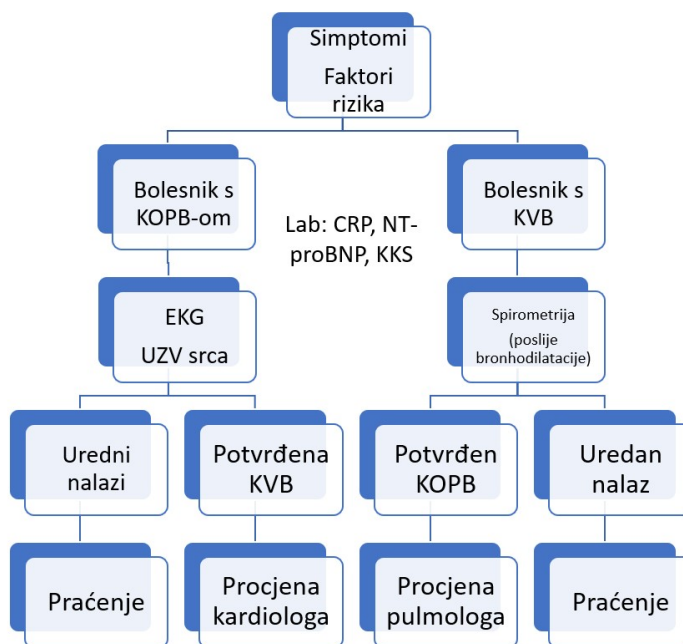 Simptomi
Faktori
rizika
Bolesnik s
KOPB-om
Lab: CRP, NT-
proBNP, KKS
Bolesnik s
KVB
EKG
UZV srca
Spirometrija
(poslije
bronhodilatacije)
Uredni
nalazi
Potvrđena
KVB
Potvrđen
KOPB
Uredan
nalaz
Praćenje
Procjena
kardiologa
Procjena
pulmologa
Praćenje